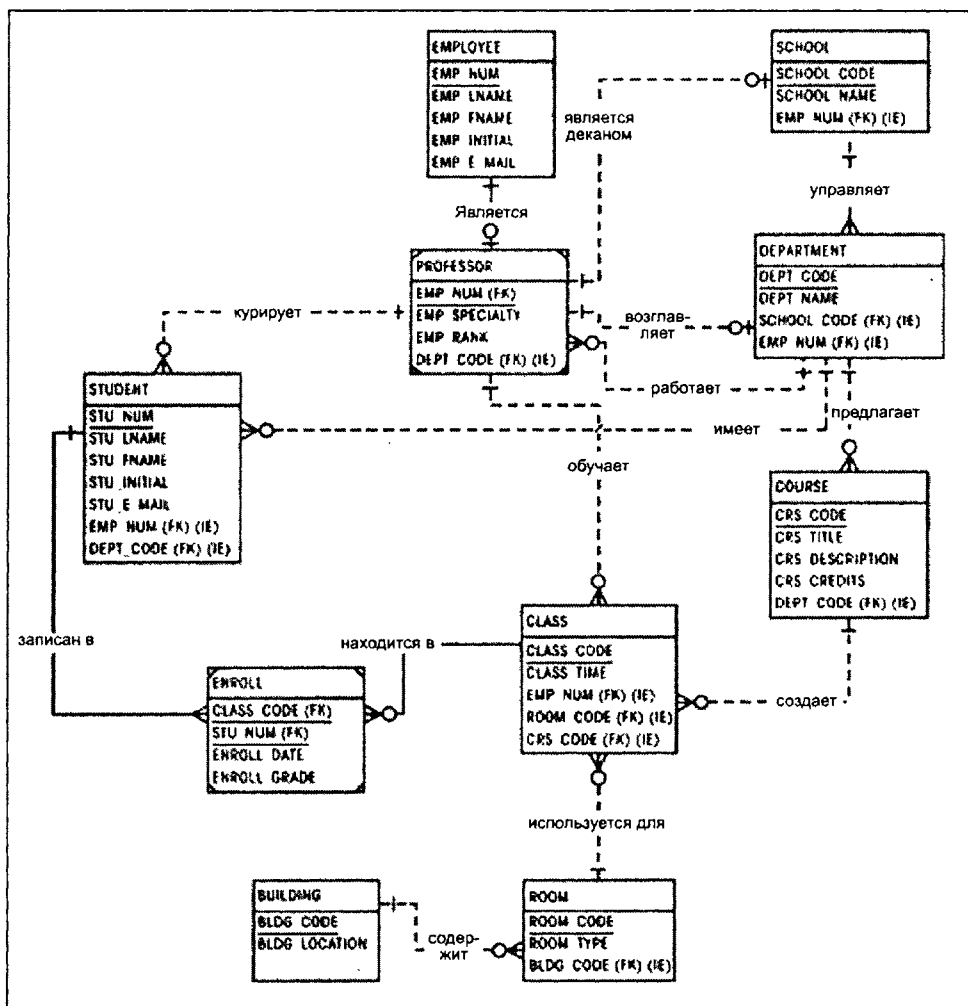 EMPLOYEE
EMP NUM
EMP LNAME
EMP FNAME
EMP INITIAL
EMP E MAIL
SCHOOL
SCHOOL CODE
SCHOOL NAME
EMP NUM (FK) (IE)
является
деканом
управляет
Является
PROFESSOR
EMP NUM (FK)
EMP SPECIALTY
EMP RANK
DEPT CODE (FK) (IE)
DEPARTMENT
DEPT CODE
DEPT NAME
SCHOOL CODE (FK) (IE)
EMP NUM (FK) (IE)
курирует
возглав-
ляет
работает
STUDENT
STU NUM
STU LNAME
STU FNAME
STU INITIAL
STU E MAIL
EMP NUM (FK) (IE)
DEPT_CODE (FK) (IE)
имеет
предлагает
обучает
COURSE
CRS CODE
CRS TITLE
CRS DESCRIPTION
CRS CREDITS
DEPT CODE (FK) (IE)
записан в
находится в
CLASS
CLASS CODE
CLASS TIME
EMP NUM (FK) (IE)
ROOM CODE (FK) (IE)
CRS CODE (FK) (IE)
создает
ENROLL
CLASS CODE (FK)
STU NUM (FK)
ENROLL DATE
ENROLL GRADE
используется для
BUILDING
BLDG CODE
BLDG LOCATION
содер-
жит
ROOM
ROOM CODE
ROOM TYPE
BLDG CODE (FK) (IE)